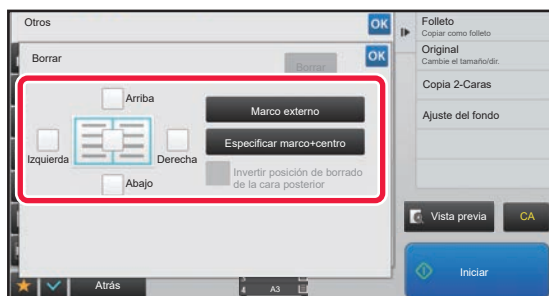 Otros
OK
Borrar
OK
Borrar
Arriba
Izquierda
Derecha
Abajo
Marco externo
Especificar marco+centro
Invertir posición de borrado
de la cara posterior
Atrás
A3
4
Folleto
Copiar como folleto
Original
Cambie el tamaño/dir.
Copia 2-Caras
Ajuste del fondo
Vista previa
CA
Iniciar